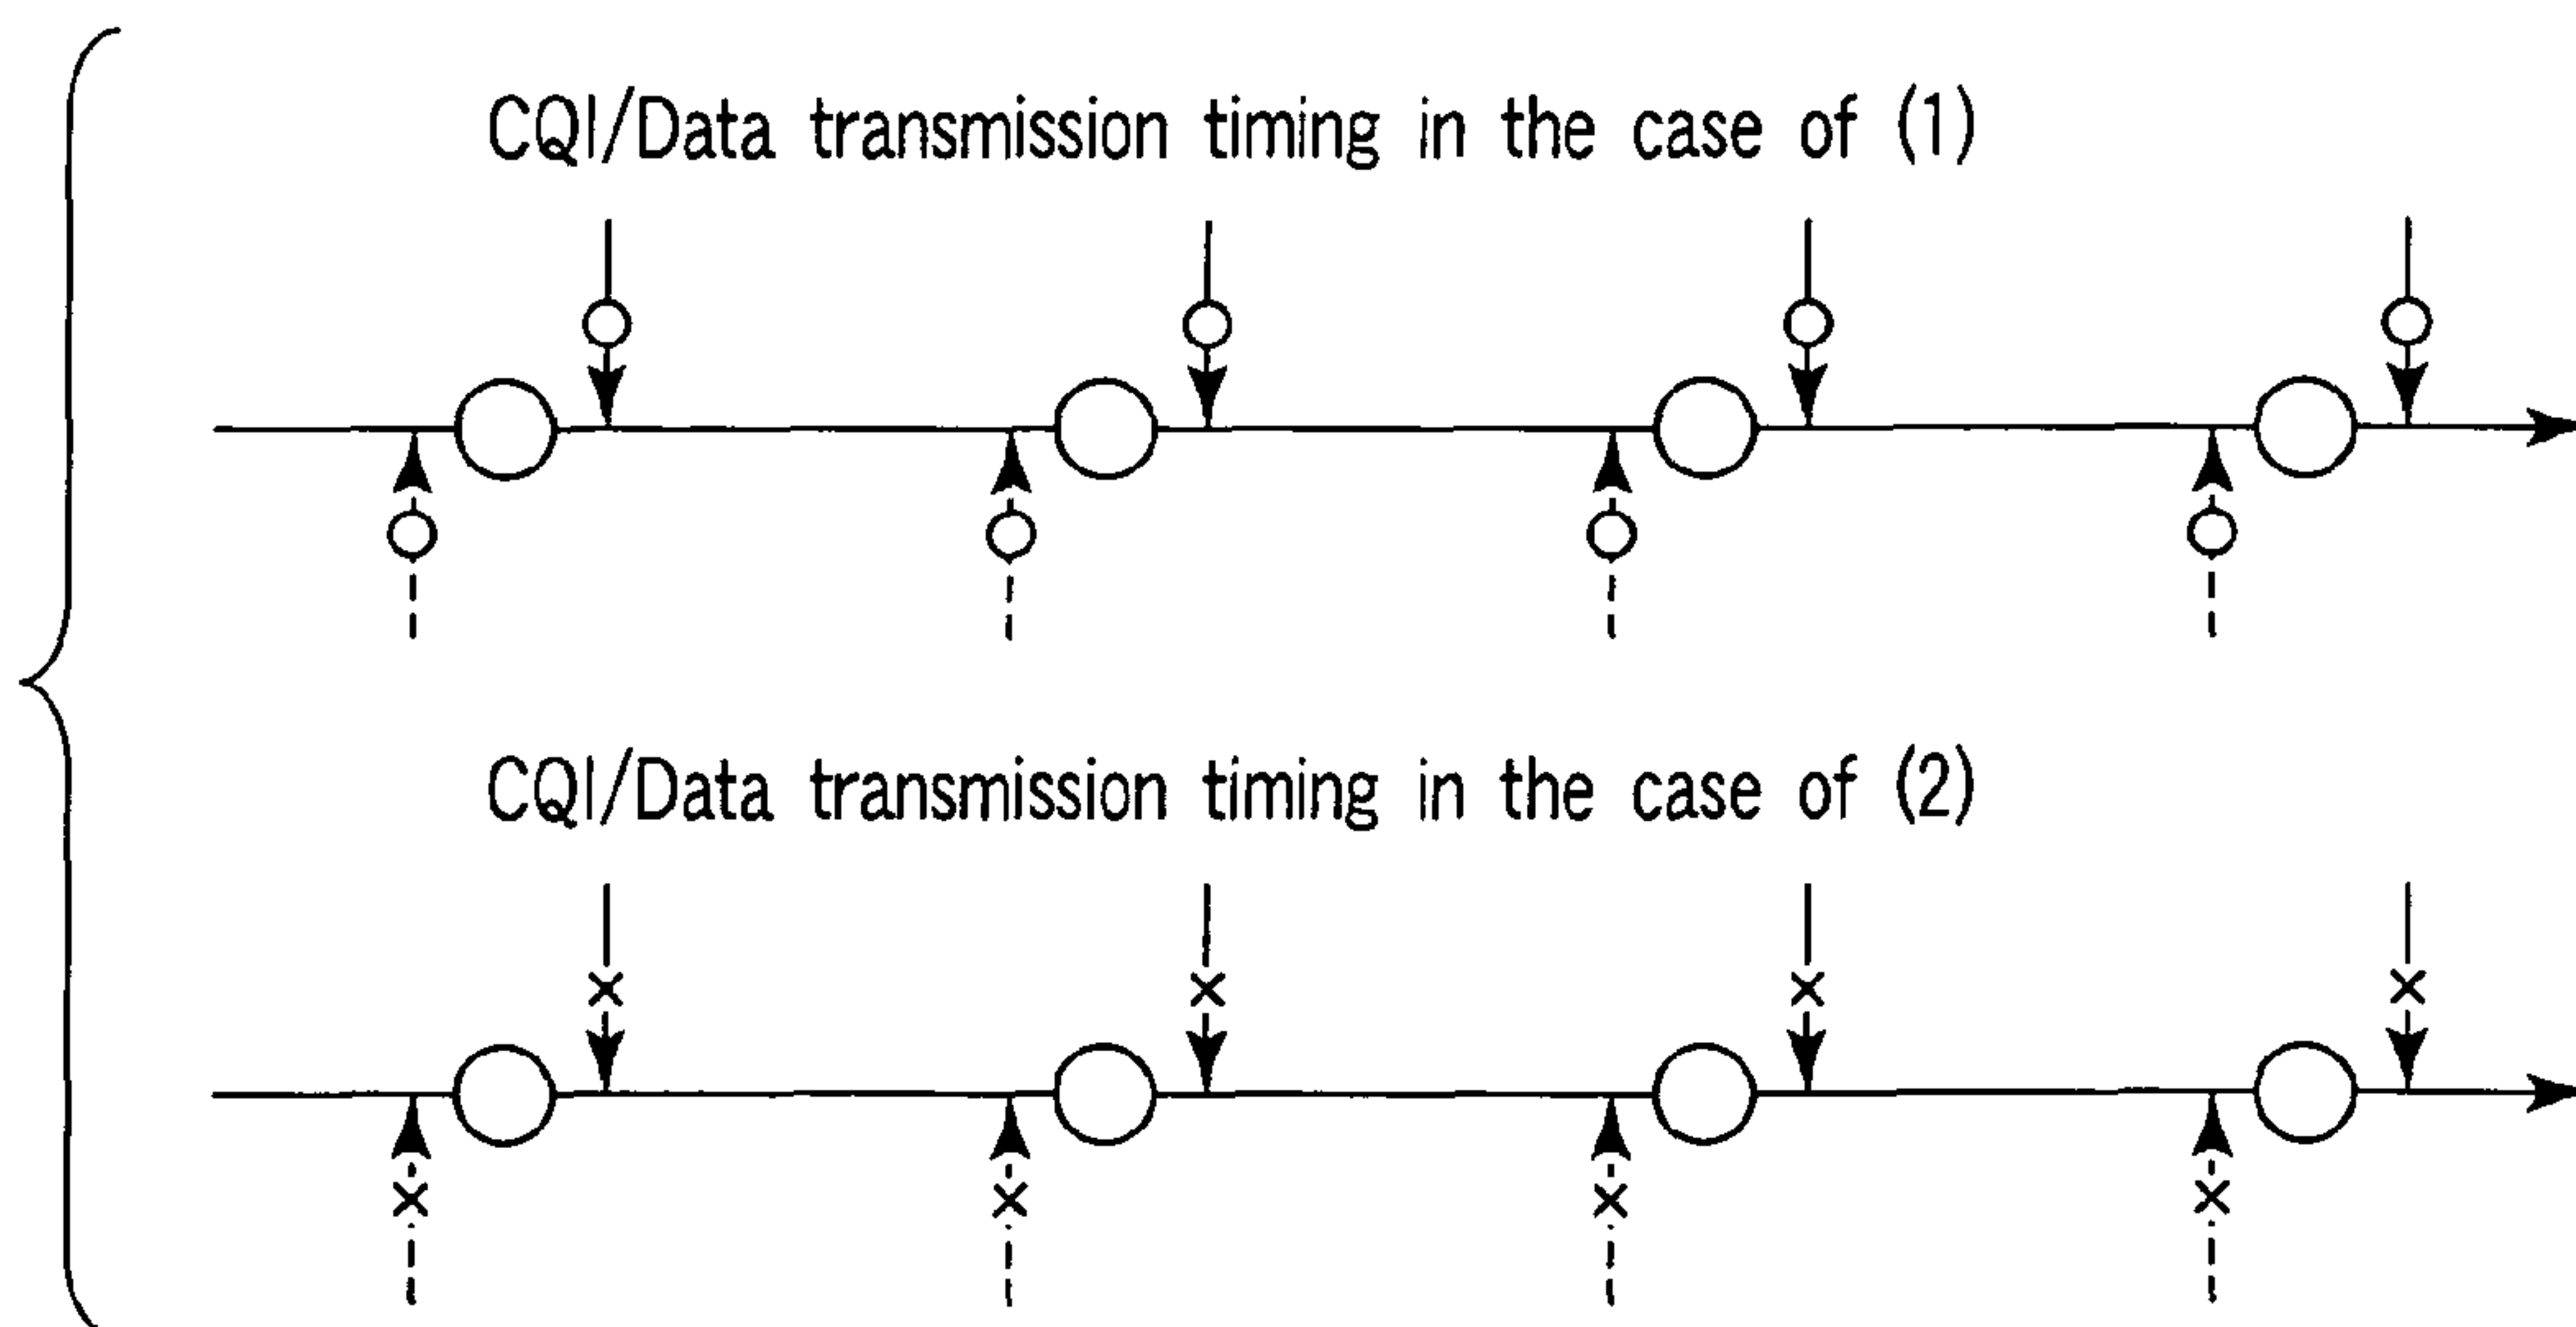 CQI/Data transmission timing in the case of (1)
CQI/Data transmission timing in the case of (2)